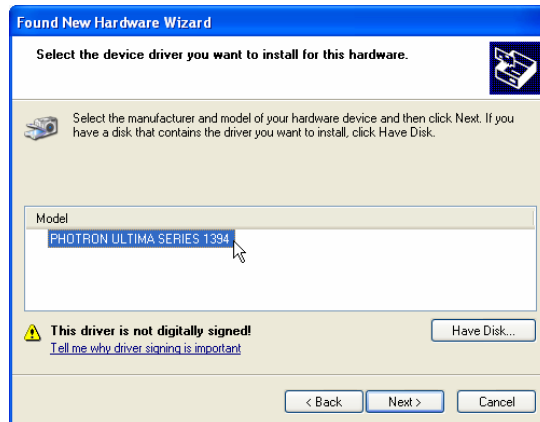 Found New Hardware Wizard
Select the device driver you want to install for this hardware.
Select the manufacturer and model of your hardware device and then click Next. If you
have a disk that contains the driver you want to install, click Have Disk.
Model
PHOTRON ULTIMA SERIES 1394
This driver is not digitally signed!
Have Disk...
Tell me why driver signing is important
< Back
Next >
Cancel